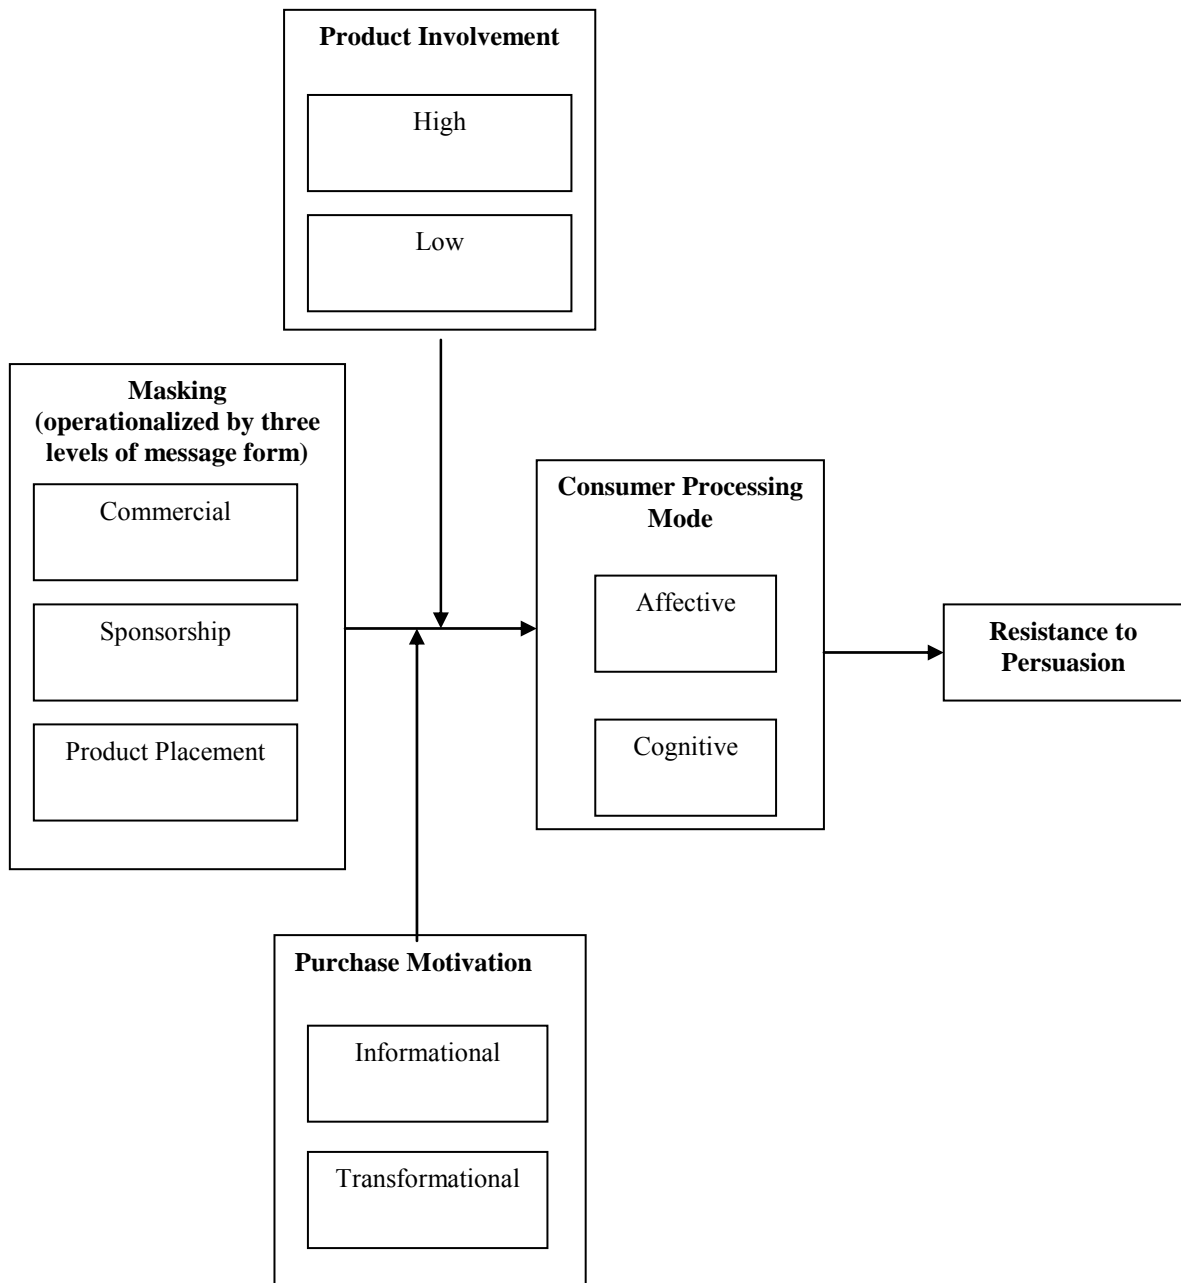 Product Involvement
High
Low
Masking
(operationalized by three
levels of message form)
Commercial
Sponsorship
Product Placement
Consumer Processing
Mode
Affective
Cognitive
Resistance to
Persuasion
Purchase Motivation
Informational
Transformational